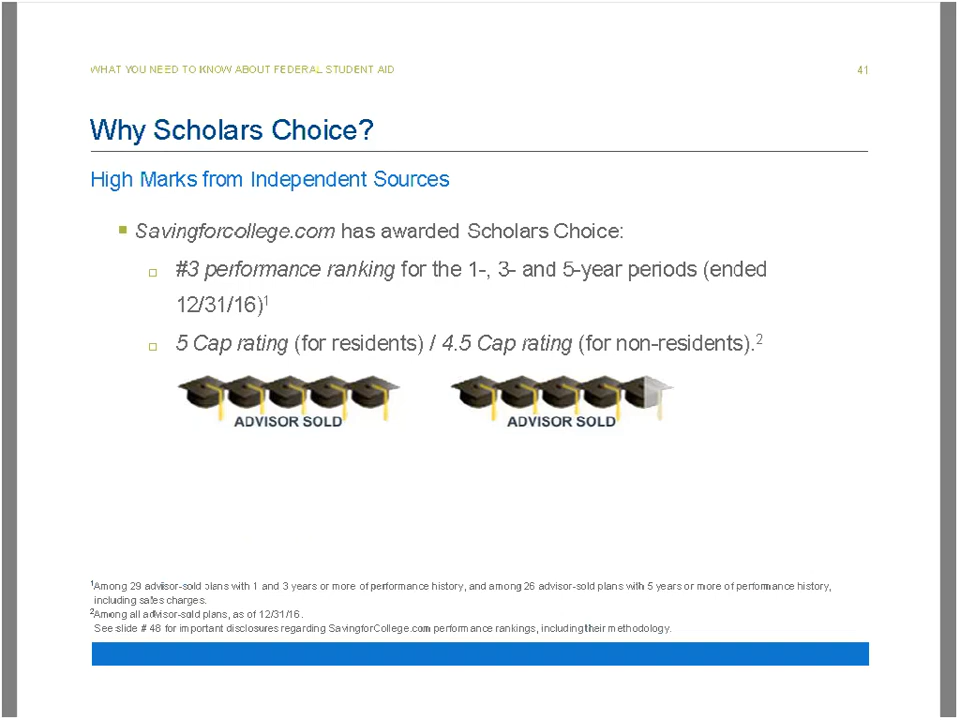 WHAT YOU NEED TO KNOW ABOUT FEDERAL STUDENT AID
41
Why Scholars Choice?
High Marks from Independent Sources
▪ Savingforcollege.com has awarded Scholars Choice:
▫ #3 performance ranking for the 1-, 3- and 5-year periods (ended
12/31/16)¹
▫ 5 Cap rating (for residents) / 4.5 Cap rating (for non-residents).²
ADVISOR SOLD
ADVISOR SOLD
¹Among 29 advisor-sold plans with 1 and 3 years or more of performance history, and among 26 advisor-sold plans with 5 years or more of performance history,
including sales charges.
²Among all advisor-sold plans, as of 12/31/16.
See slide # 48 for important disclosures regarding SavingforCollege.com performance rankings, including their methodology.